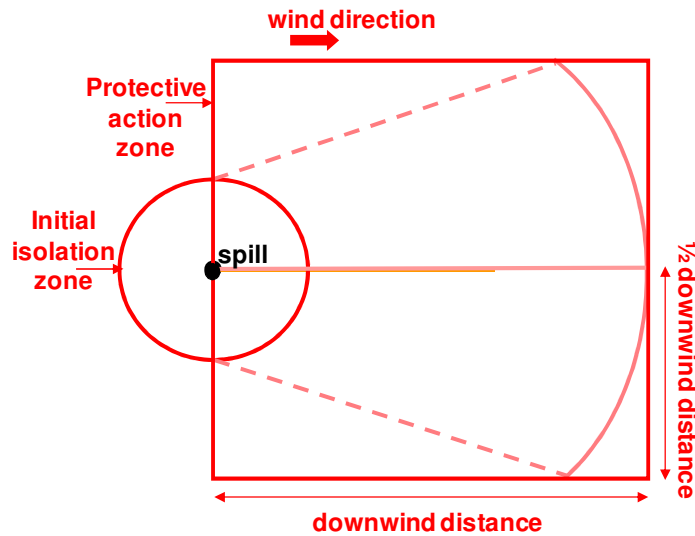 wind direction
Protective
action
zone
Initial
isolation
zone
spill
½ downwind distance
downwind distance